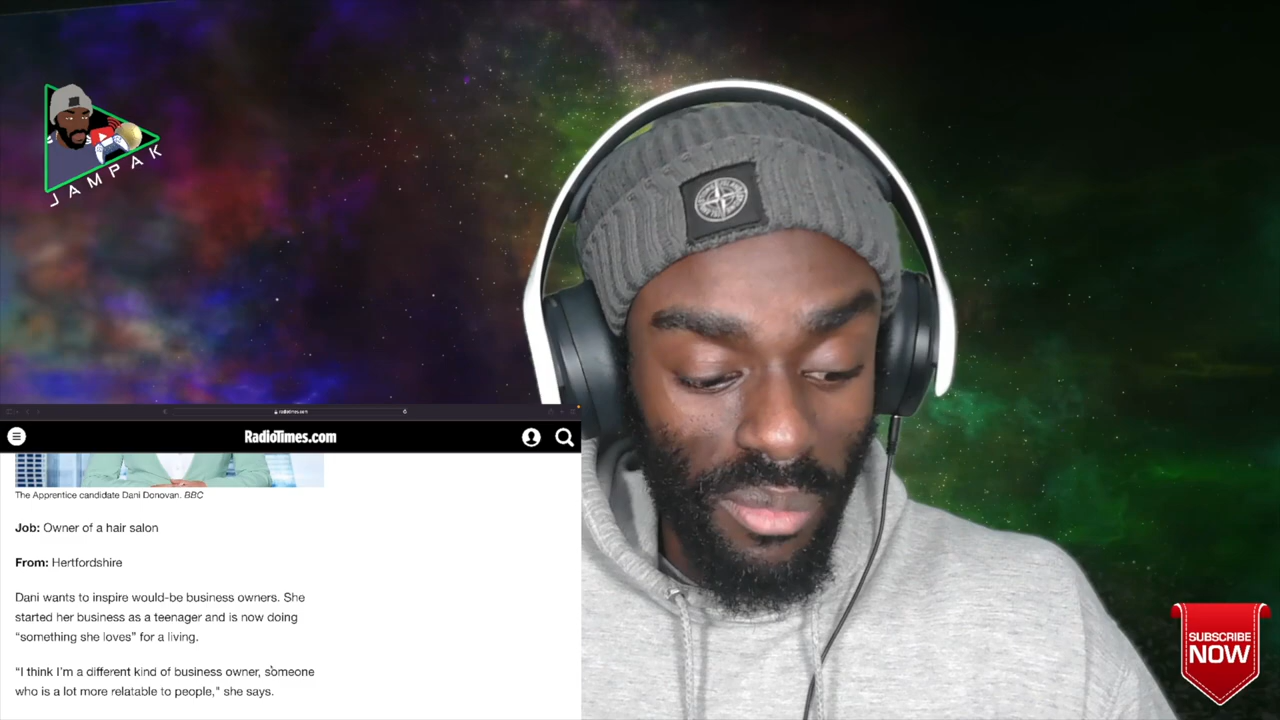 JAMPAK
radiotimes.com
RadioTimes.com
The Apprentice candidate Dani Donovan. BBC
Job: Owner of a hair salon
From: Hertfordshire
Dani wants to inspire would-be business owners. She
started her business as a teenager and is now doing
“something she loves” for a living.
“I think I’m a different kind of business owner, someone
who is a lot more relatable to people,” she says.
SUBSCRIBE
NOW